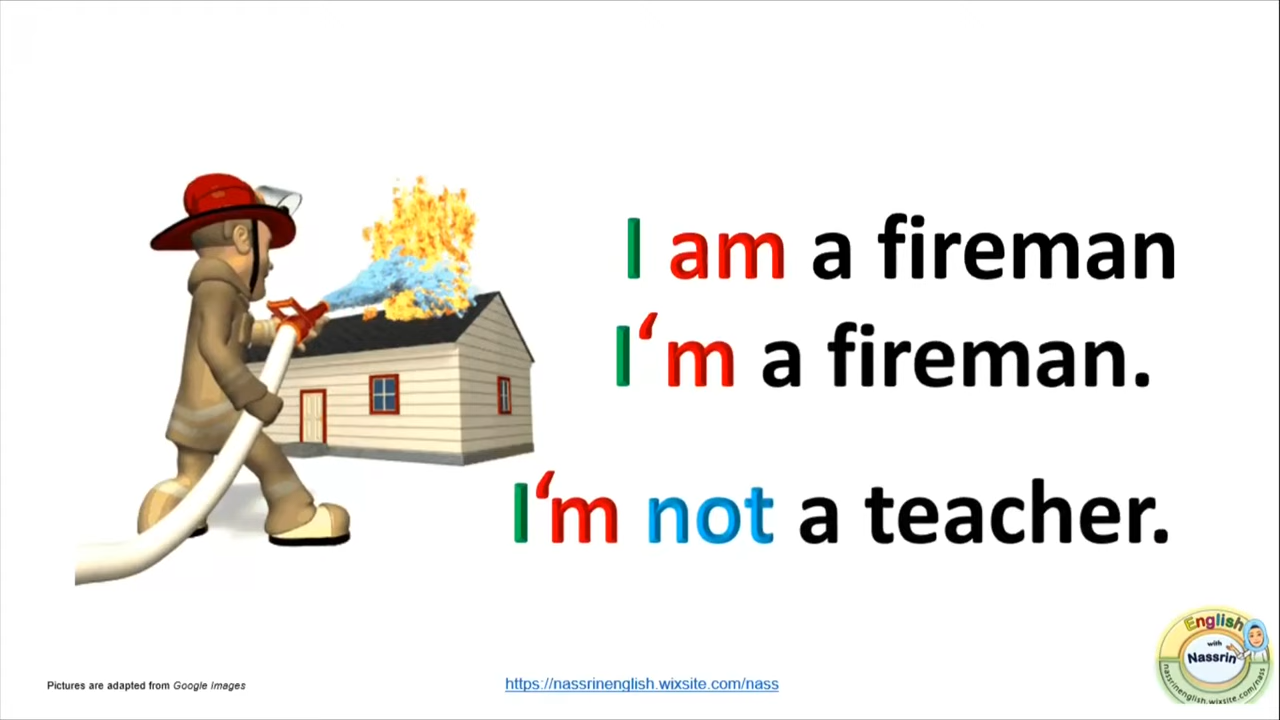 I am a fireman
I‘m a fireman.
I‘m not a teacher.
Pictures are adapted from Google Images
https://nassrinenglish.wixsite.com/nass
English
with
Nassrin
nassrinenglish.wixsite.com/nass